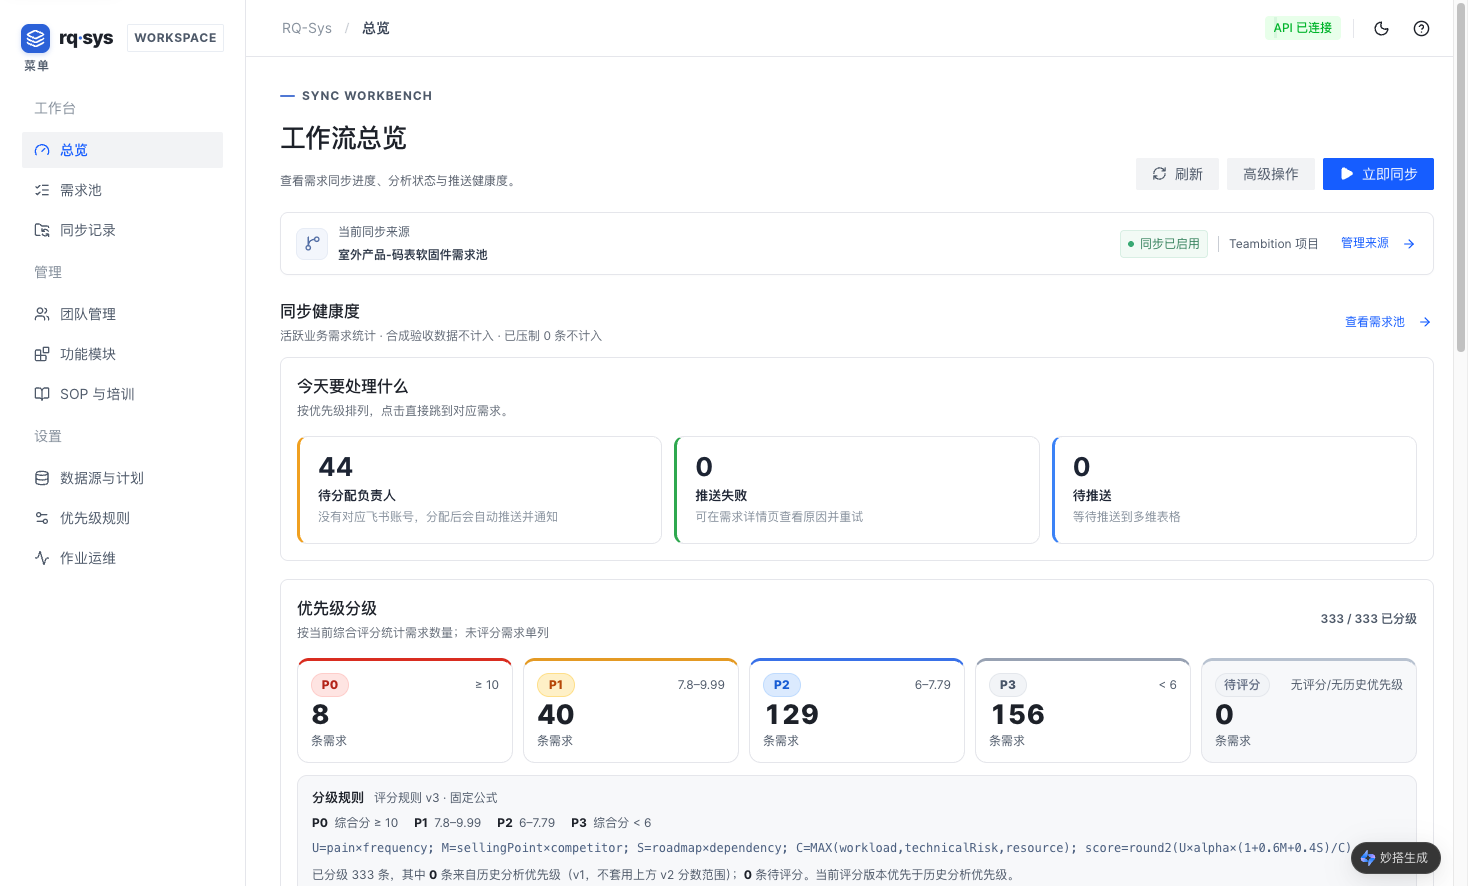 rq·sys
WORKSPACE
菜单
工作台
总览
需求池
同步记录
管理
团队管理
功能模块
SOP 与培训
设置
数据源与计划
优先级规则
作业运维
RQ-Sys / 总览
API 已连接
SYNC WORKBENCH
工作流总览
查看需求同步进度、分析状态与推送健康度。
刷新
高级操作
立即同步
当前同步来源
室外产品-码表软固件需求池
同步已启用
Teambition 项目
管理来源
同步健康度
活跃业务需求统计 · 合成验收数据不计入 · 已压制 0 条不计入
查看需求池
今天要处理什么
按优先级排列，点击直接跳到对应需求。
44
待分配负责人
没有对应飞书账号，分配后会自动推送并通知
0
推送失败
可在需求详情页查看原因并重试
0
待推送
等待推送到多维表格
优先级分级
按当前综合评分统计需求数量；未评分需求单列
333 / 333 已分级
P0 ≥ 10
8
条需求
P1 7.8–9.99
40
条需求
P2 6–7.79
129
条需求
P3 < 6
156
条需求
待评分 无评分/无历史优先级
0
条需求
分级规则 评分规则 v3 · 固定公式
P0 综合分 ≥ 10 P1 7.8–9.99 P2 6–7.79 P3 综合分 < 6
U=pain×frequency; M=sellingPoint×competitor; S=roadmap×dependency; C=MAX(workload,technicalRisk,resource); score=round2(U×alpha×(1+0.6M+0.4S)/C)
已分级 333 条，其中 0 条来自历史分析优先级（v1，不套用上方 v2 分数范围）；0 条待评分。当前评分版本优先于历史分析优先级。
妙搭生成